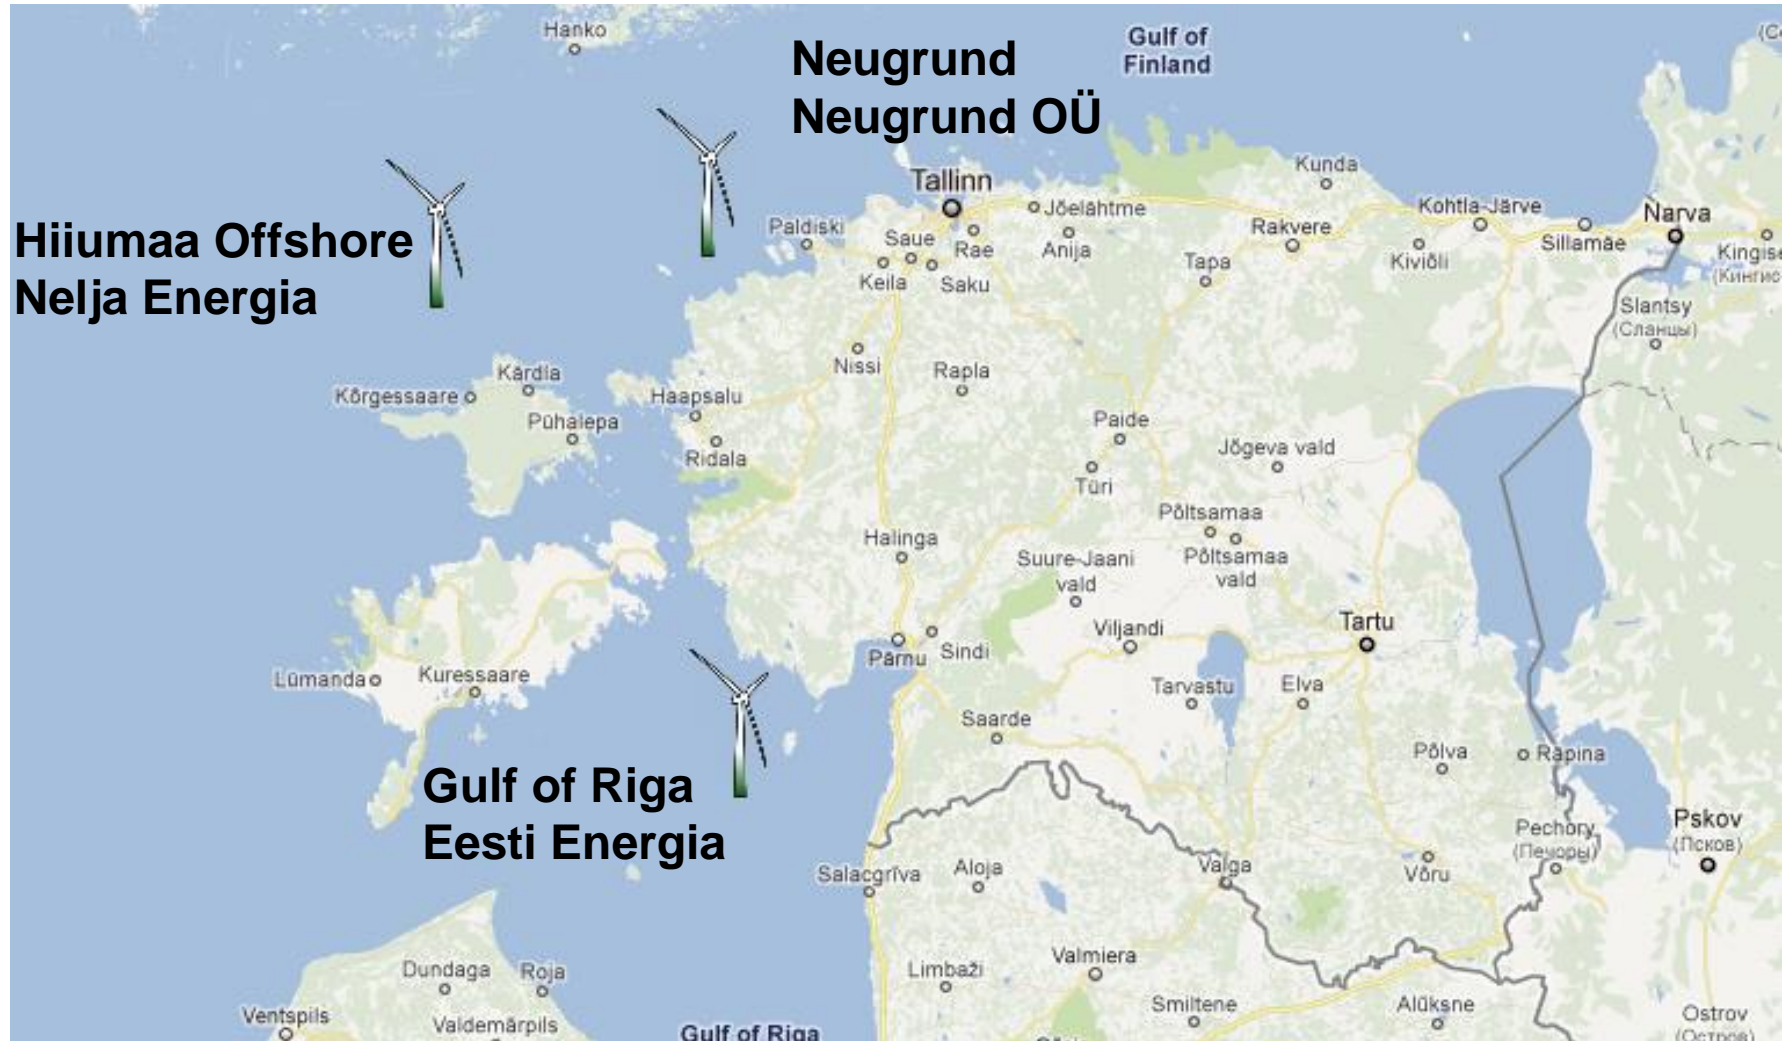 Hanko
Neugrund
Neugrund OÜ
Gulf of
Finland
Hiiumaa Offshore
Nelja Energia
Tallinn
Kunda
Jõelähtme
Kohtla-Järve
Narva
Paldiski
Saue
Rae
Anija
Rakvere
Sillamäe
Kiviõli
Keila
Saku
Tapa
Slantsy
(Сланцы)
Nissi
Rapla
Kärdla
Kõrgessaare
Pühalepa
Haapsalu
Ridala
Paide
Türi
Jõgeva vald
Põltsamaa
Põltsamaa
vald
Halinga
Suure-Jaani
vald
Tartu
Viljandi
Pärnu
Sindi
Lümanda
Kuressaare
Tarvastu
Elva
Saarde
Põlva
Räpina
Gulf of Riga
Eesti Energia
Pechory
(Печоры)
Pskov
(Псков)
Salacgrīva
Aloja
Valga
Võru
Dundaga
Roja
Limbaži
Valmiera
Ventspils
Valdemārpils
Smiltene
Alūksne
Ostrov
(Остров)
Gulf of Riga